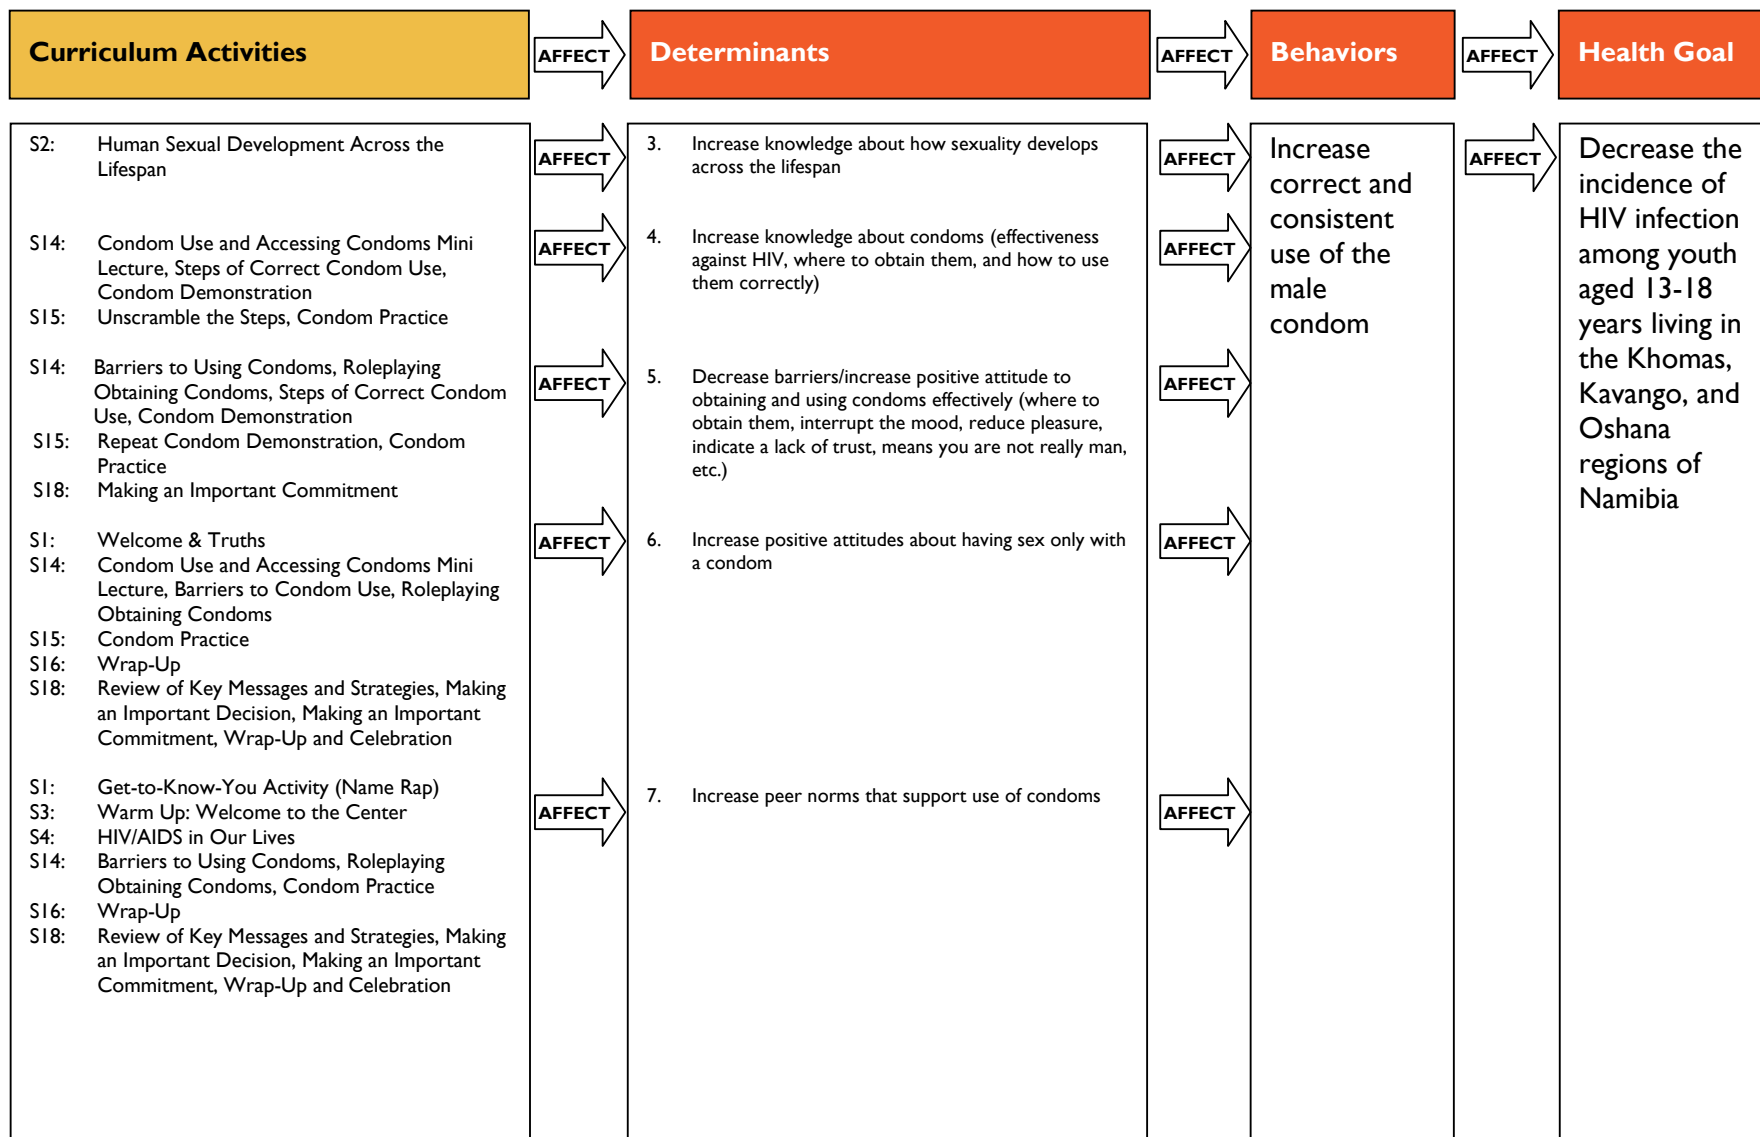 Curriculum Activities
AFFECT
Determinants
AFFECT
Behaviors
AFFECT
Health Goal
S2: Human Sexual Development Across the
Lifespan
S14: Condom Use and Accessing Condoms Mini
Lecture, Steps of Correct Condom Use,
Condom Demonstration
S15: Unscramble the Steps, Condom Practice
S14: Barriers to Using Condoms, Roleplaying
Obtaining Condoms, Steps of Correct Condom
Use, Condom Demonstration
S15: Repeat Condom Demonstration, Condom
Practice
S18: Making an Important Commitment
S1: Welcome & Truths
S14: Condom Use and Accessing Condoms Mini
Lecture, Barriers to Condom Use, Roleplaying
Obtaining Condoms
S15: Condom Practice
S16: Wrap-Up
S18: Review of Key Messages and Strategies, Making
an Important Decision, Making an Important
Commitment, Wrap-Up and Celebration
S1: Get-to-Know-You Activity (Name Rap)
S3: Warm Up: Welcome to the Center
S4: HIV/AIDS in Our Lives
S14: Barriers to Using Condoms, Roleplaying
Obtaining Condoms, Condom Practice
S16: Wrap-Up
S18: Review of Key Messages and Strategies, Making
an Important Decision, Making an Important
Commitment, Wrap-Up and Celebration
AFFECT
AFFECT
AFFECT
AFFECT
AFFECT
3. Increase knowledge about how sexuality develops
across the lifespan
4. Increase knowledge about condoms (effectiveness
against HIV, where to obtain them, and how to use
them correctly)
5. Decrease barriers/increase positive attitude to
obtaining and using condoms effectively (where to
obtain them, interrupt the mood, reduce pleasure,
indicate a lack of trust, means you are not really man,
etc.)
6. Increase positive attitudes about having sex only with
a condom
7. Increase peer norms that support use of condoms
AFFECT
AFFECT
AFFECT
AFFECT
AFFECT
Increase
correct and
consistent
use of the
male
condom
AFFECT
Decrease the
incidence of
HIV infection
among youth
aged 13-18
years living in
the Khomas,
Kavango, and
Oshana
regions of
Namibia